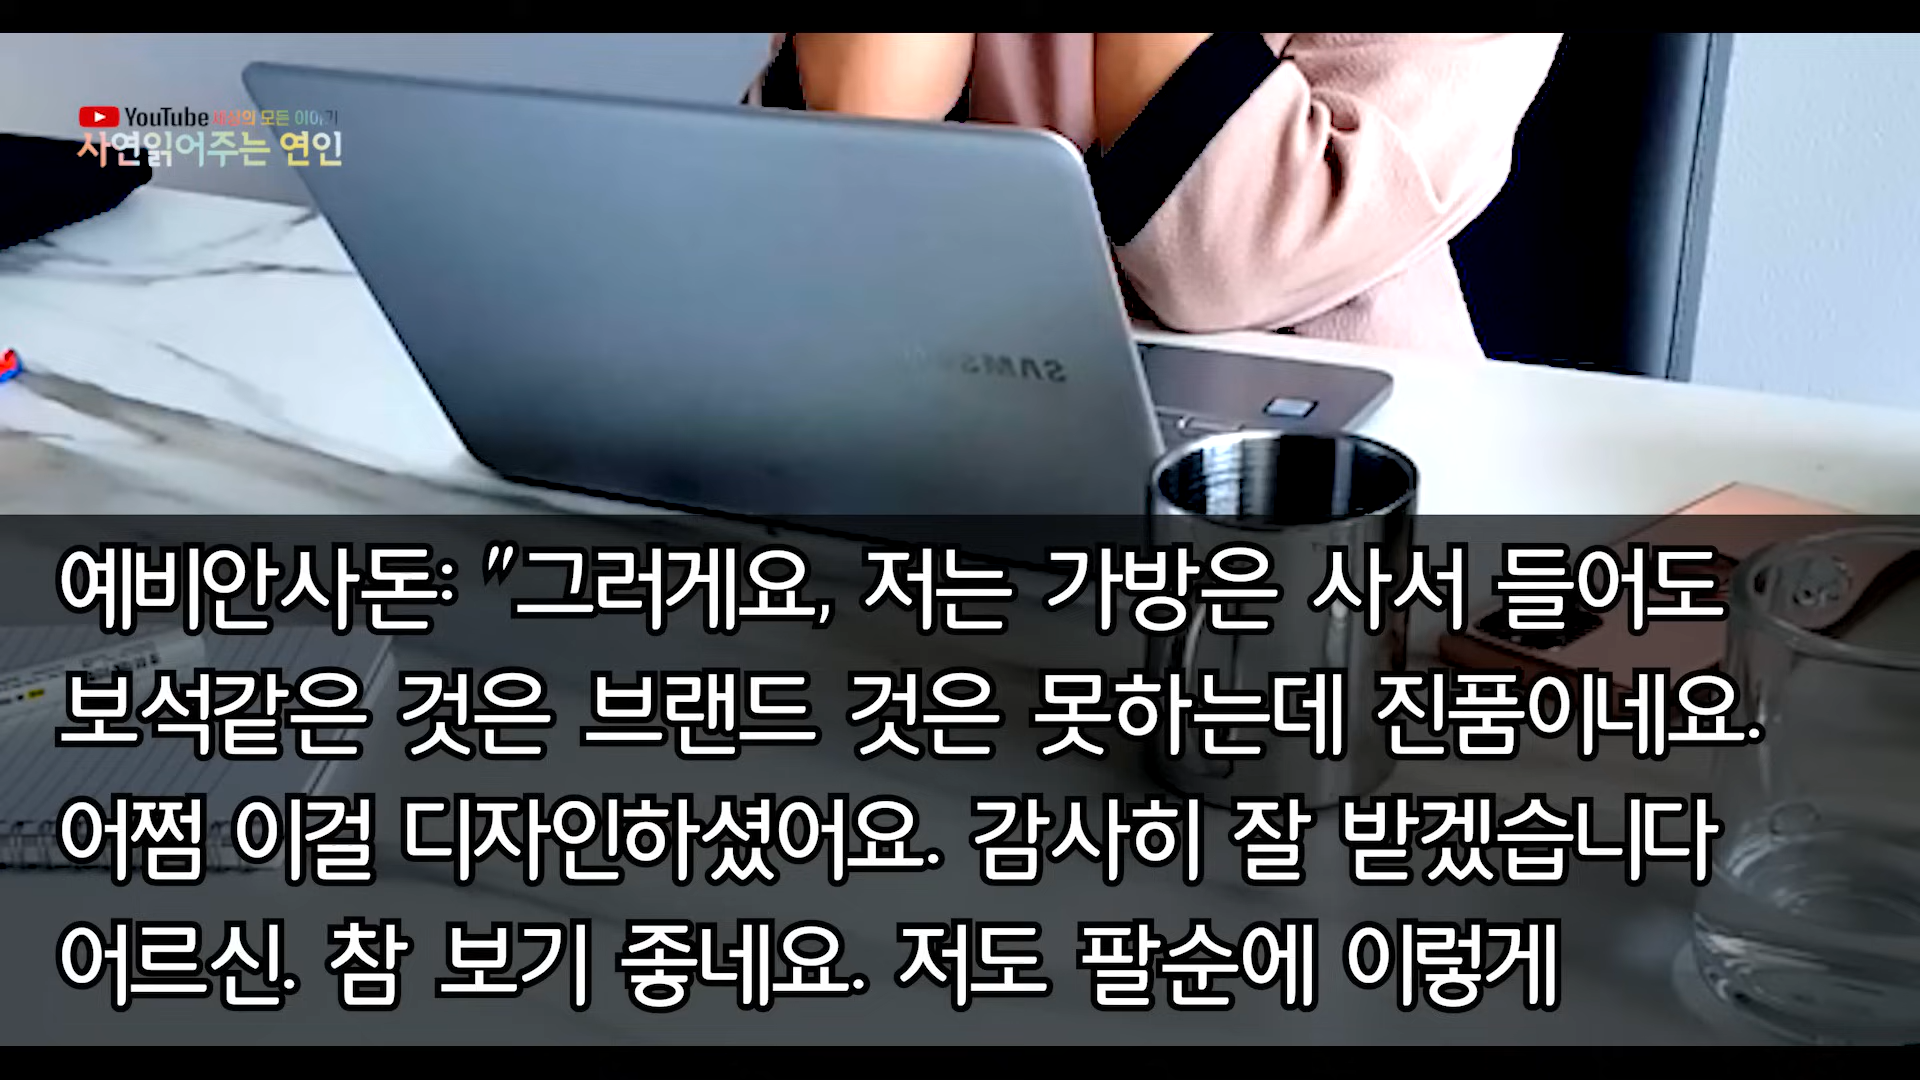 YouTube 세상의 모든 이야기
사연읽어주는 연인
SAMSUNG
예비안사돈: "그러게요, 저는 가방은 사서 들어도
보석같은 것은 브랜드 것은 못하는데 진품이네요.
어쩜 이걸 디자인하셨어요. 감사히 잘 받겠습니다
어르신. 참 보기 좋네요. 저도 팔순에 이렇게